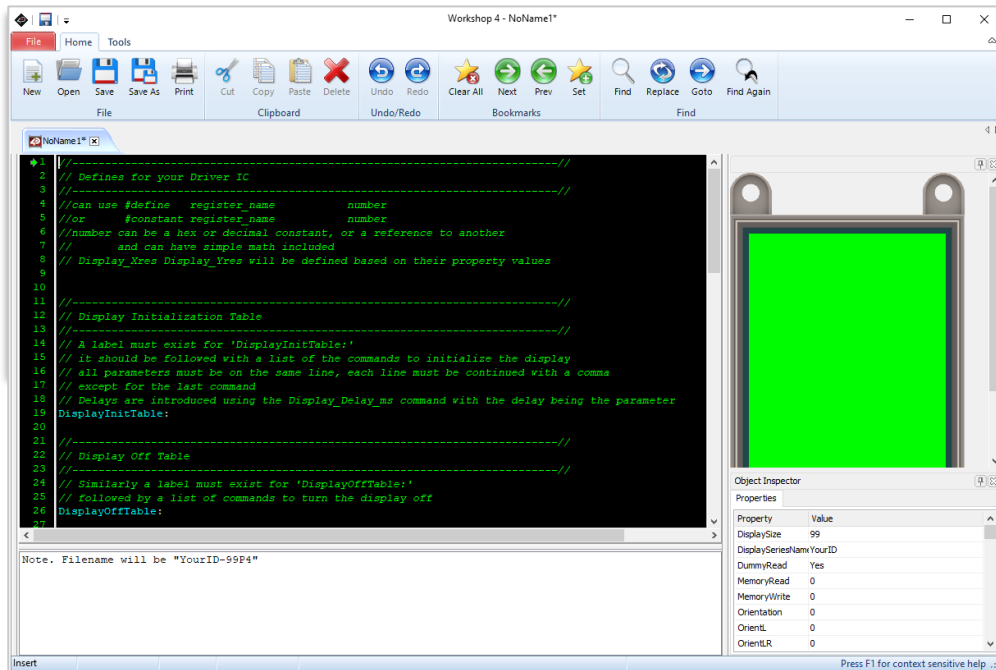 Workshop 4 - NoName1*
File Home Tools
New Open Save Save As Print Cut Copy Paste Delete Undo Redo Clear All Next Prev Set Find Replace Goto Find Again
File Clipboard Undo/Redo Bookmarks Find
NoName1*
1 //--------------------------------------------------------------------------//
2 // Defines for your Driver IC
3 //--------------------------------------------------------------------------//
4 //can use #define register_name number
5 //or #constant register_name number
6 //number can be a hex or decimal constant, or a reference to another
7 // and can have simple math included
8 // Display_Xres Display_Yres will be defined based on their property values
9
10
11 //--------------------------------------------------------------------------//
12 // Display Initialization Table
13 //--------------------------------------------------------------------------//
14 // A label must exist for 'DisplayInitTable:'
15 // it should be followed with a list of the commands to initialise the display
16 // all parameters must be on the same line, each line must be continued with a comma
17 // except for the last command
18 // Delays are introduced using the Display_Delay_ms command with the delay being the parameter
19 DisplayInitTable:
20
21 //--------------------------------------------------------------------------//
22 // Display Off Table
23 //--------------------------------------------------------------------------//
24 // Similarly a label must exist for 'DisplayOffTable:'
25 // followed by a list of commands to turn the display off
26 DisplayOffTable:
27
Note. Filename will be "YourID-99P4"
Object Inspector
Properties
Property Value
DisplaySize 99
DisplaySeriesName YourID
DummyRead Yes
MemoryRead 0
MemoryWrite 0
Orientation 0
OrientL 0
OrientLR 0
Insert
Press F1 for context sensitive help ...